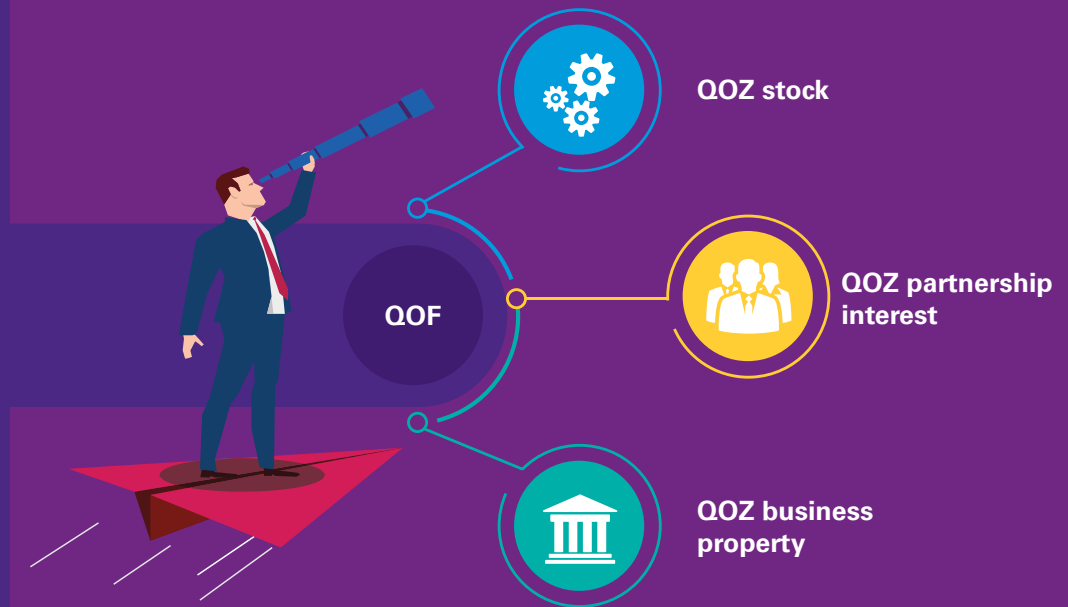 QOZ stock
QOF
QOZ partnership
interest
QOZ business
property